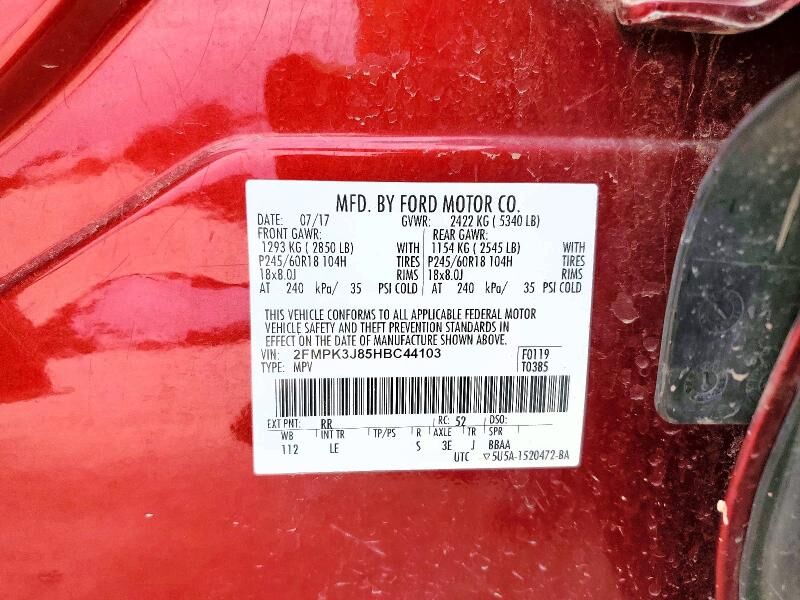 MFD. BY FORD MOTOR CO.
DATE: 07/17 GVWR: 2422 KG ( 5340 LB)
FRONT GAWR: REAR GAWR:
1293 KG ( 2850 LB) WITH 1154 KG ( 2545 LB) WITH
P245/60R18 104H TIRES P245/60R18 104H TIRES
18x8.0J RIMS 18x8.0J RIMS
AT 240 kPa/ 35 PSI COLD AT 240 kPa/ 35 PSI COLD
THIS VEHICLE CONFORMS TO ALL APPLICABLE FEDERAL MOTOR
VEHICLE SAFETY AND THEFT PREVENTION STANDARDS IN
EFFECT ON THE DATE OF MANUFACTURE SHOWN ABOVE.
VIN: 2FMPK3J85HBC44103 F0119
TYPE: MPV T0385
EXT PNT: RR RC: 52 DSO:
WB INT TR TP/PS R AXLE TR SPR
112 LE S 3E J BBAA
UTC ▽5U5A-1520472-BA